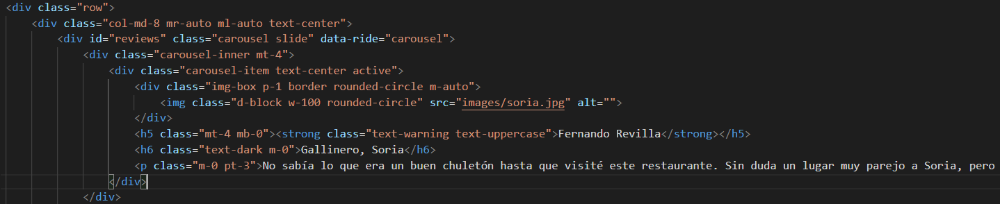 <div class="row">
<div class="col-md-8 mr-auto ml-auto text-center">
<div id="reviews" class="carousel slide" data-ride="carousel">
<div class="carousel-inner mt-4">
<div class="carousel-item text-center active">
<div class="img-box p-1 border rounded-circle m-auto">
<img class="d-block w-100 rounded-circle" src="images/soria.jpg" alt="">
</div>
<h5 class="mt-4 mb-0"><strong class="text-warning text-uppercase">Fernando Revilla</strong></h5>
<h6 class="text-dark m-0">Gallinero, Soria</h6>
<p class="m-0 pt-3">No sabía lo que era un buen chuletón hasta que visité este restaurante. Sin duda un lugar muy parejo a Soria, pero
</div>
</div>